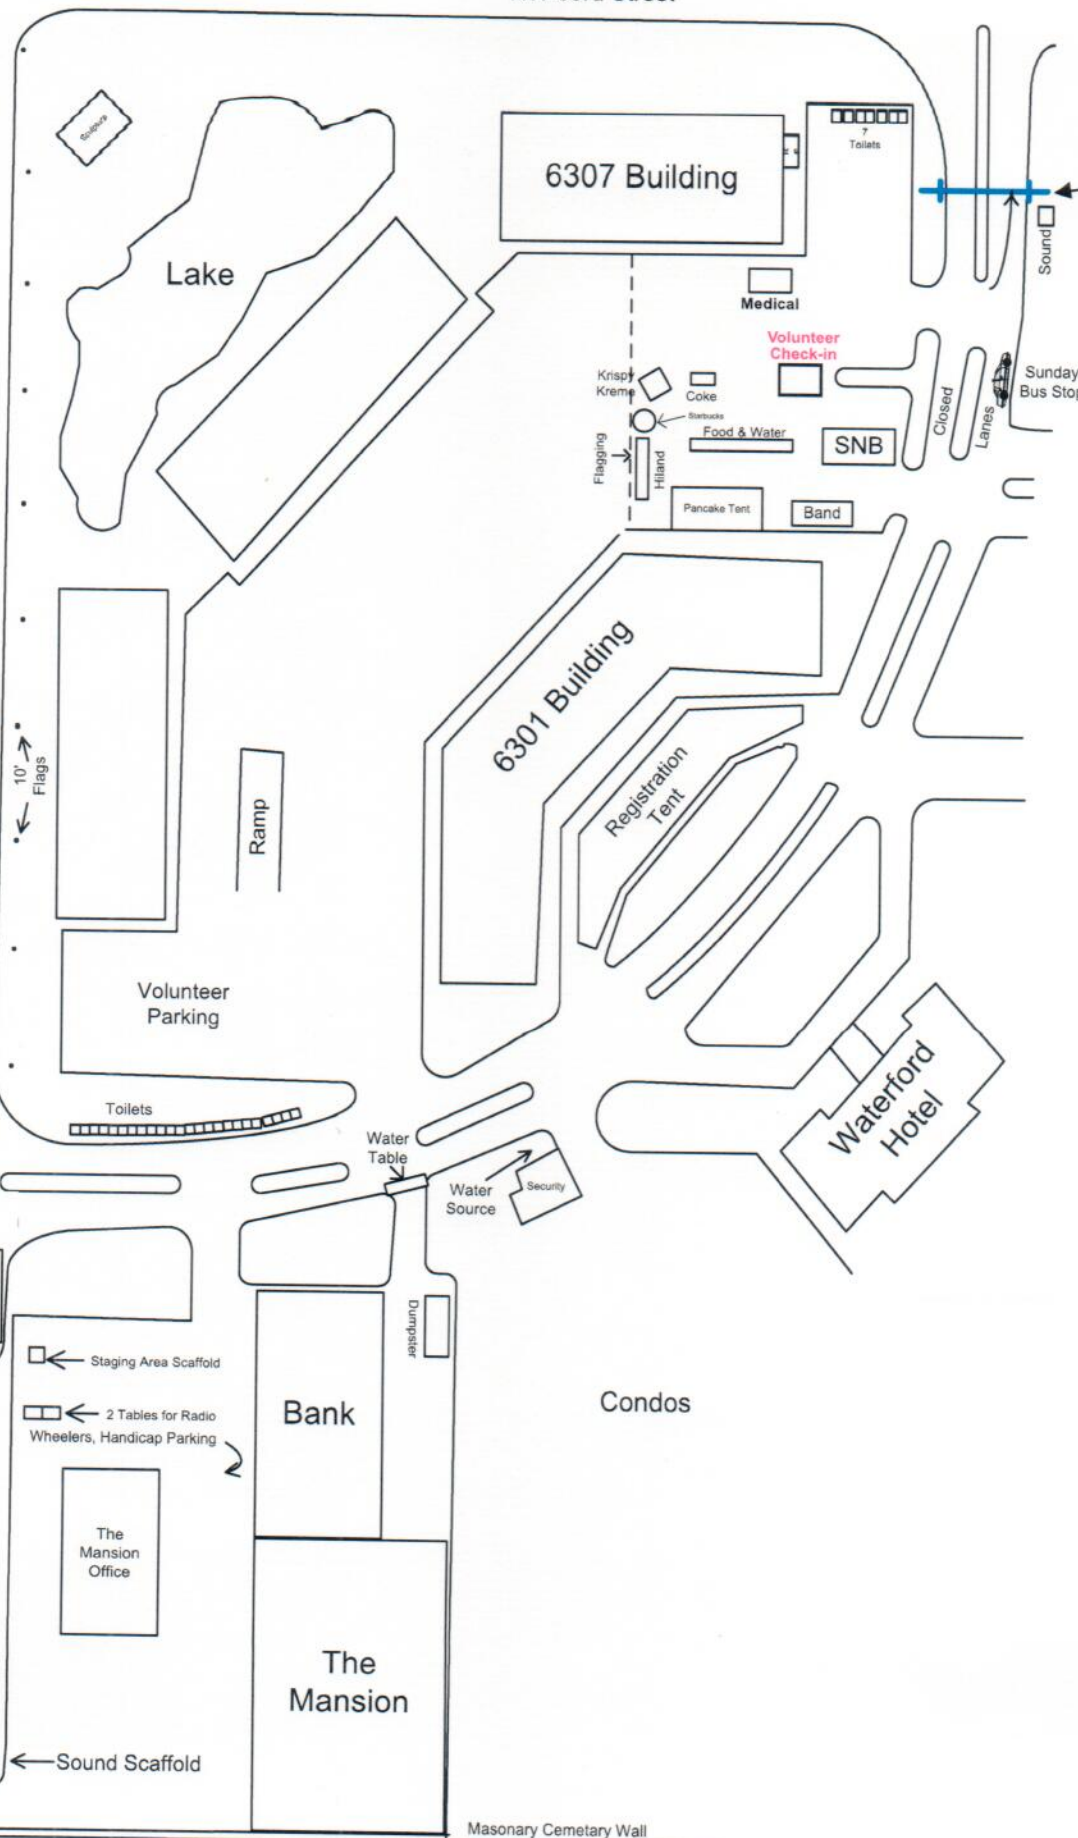 Sculpture
7
Toilets
6307 Building
Lake
Sound
Medical
Volunteer
Check-in
Krispy
Kreme
Coke
Sunday
Bus Stop
Closed
Lanes
Starbucks
Food & Water
SNB
Flagging
Hiland
Pancake Tent
Band
6301 Building
Registration
Tent
10'
Flags
Ramp
Volunteer
Parking
Waterford
Hotel
Toilets
Water
Table
Water
Source
Security
Dumpster
Staging Area Scaffold
Bank
Condos
2 Tables for Radio
Wheelers, Handicap Parking
The
Mansion
Office
The
Mansion
Sound Scaffold
Masonary Cemetary Wall